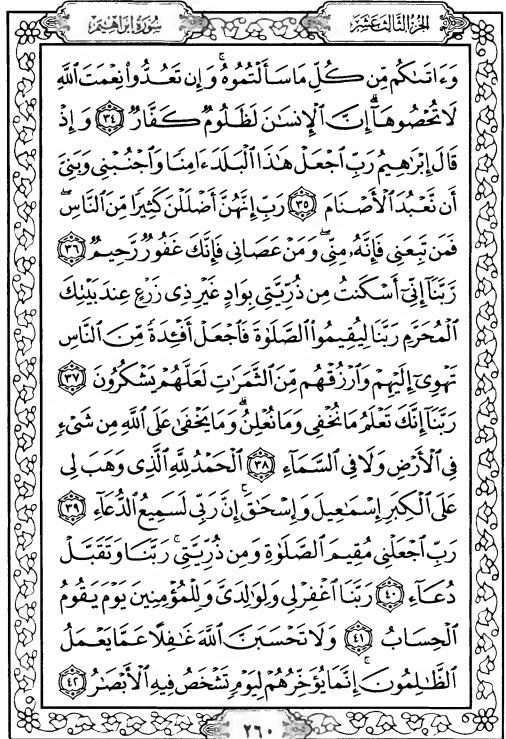 الجزء الثالث عشر
سورة إبراهيم
وَءَاتَىٰكُم مِّن كُلِّ مَا سَأَلْتُمُوهُ ۚ وَإِن تَعُدُّوا۟ نِعْمَتَ ٱللَّهِ
لَا تُحْصُوهَآ ۗ إِنَّ ٱلْإِنسَٰنَ لَظَلُومٌ كَفَّارٌ ٣٤ وَإِذْ
قَالَ إِبْرَٰهِيمُ رَبِّ ٱجْعَلْ هَٰذَا ٱلْبَلَدَ ءَامِنًا وَٱجْنُبْنِى وَبَنِىَّ
أَن نَّعْبُدَ ٱلْأَصْنَامَ ٣٥ رَبِّ إِنَّهُنَّ أَضْلَلْنَ كَثِيرًا مِّنَ ٱلنَّاسِ ۖ
فَمَن تَبِعَنِى فَإِنَّهُۥ مِنِّى ۖ وَمَنْ عَصَانِى فَإِنَّكَ غَفُورٌ رَّحِيمٌ ٣٦
رَّبَّنَآ إِنِّىٓ أَسْكَنتُ مِن ذُرِّيَّتِى بِوَادٍ غَيْرِ ذِى زَرْعٍ عِندَ بَيْتِكَ
ٱلْمُحَرَّمِ رَبَّنَا لِيُقِيمُوا۟ ٱلصَّلَوٰةَ فَٱجْعَلْ أَفْـِٔدَةً مِّنَ ٱلنَّاسِ
تَهْوِىٓ إِلَيْهِمْ وَٱرْزُقْهُم مِّنَ ٱلثَّمَرَٰتِ لَعَلَّهُمْ يَشْكُرُونَ ٣٧
رَبَّنَآ إِنَّكَ تَعْلَمُ مَا نُخْفِى وَمَا نُعْلِنُ ۗ وَمَا يَخْفَىٰ عَلَى ٱللَّهِ مِن شَىْءٍ
فِى ٱلْأَرْضِ وَلَا فِى ٱلسَّمَآءِ ٣٨ ٱلْحَمْدُ لِلَّهِ ٱلَّذِى وَهَبَ لِى
عَلَى ٱلْكِبَرِ إِسْمَٰعِيلَ وَإِسْحَٰقَ ۚ إِنَّ رَبِّى لَسَمِيعُ ٱلدُّعَآءِ ٣٩
رَبِّ ٱجْعَلْنِى مُقِيمَ ٱلصَّلَوٰةِ وَمِن ذُرِّيَّتِى ۚ رَبَّنَا وَتَقَبَّلْ
دُعَآءِ ٤٠ رَبَّنَا ٱغْفِرْ لِى وَلِوَٰلِدَىَّ وَلِلْمُؤْمِنِينَ يَوْمَ يَقُومُ
ٱلْحِسَابُ ٤١ وَلَا تَحْسَبَنَّ ٱللَّهَ غَٰفِلًا عَمَّا يَعْمَلُ
ٱلظَّٰلِمُونَ ۚ إِنَّمَا يُؤَخِّرُهُمْ لِيَوْمٍ تَشْخَصُ فِيهِ ٱلْأَبْصَٰرُ ٤٢
٢٦٠